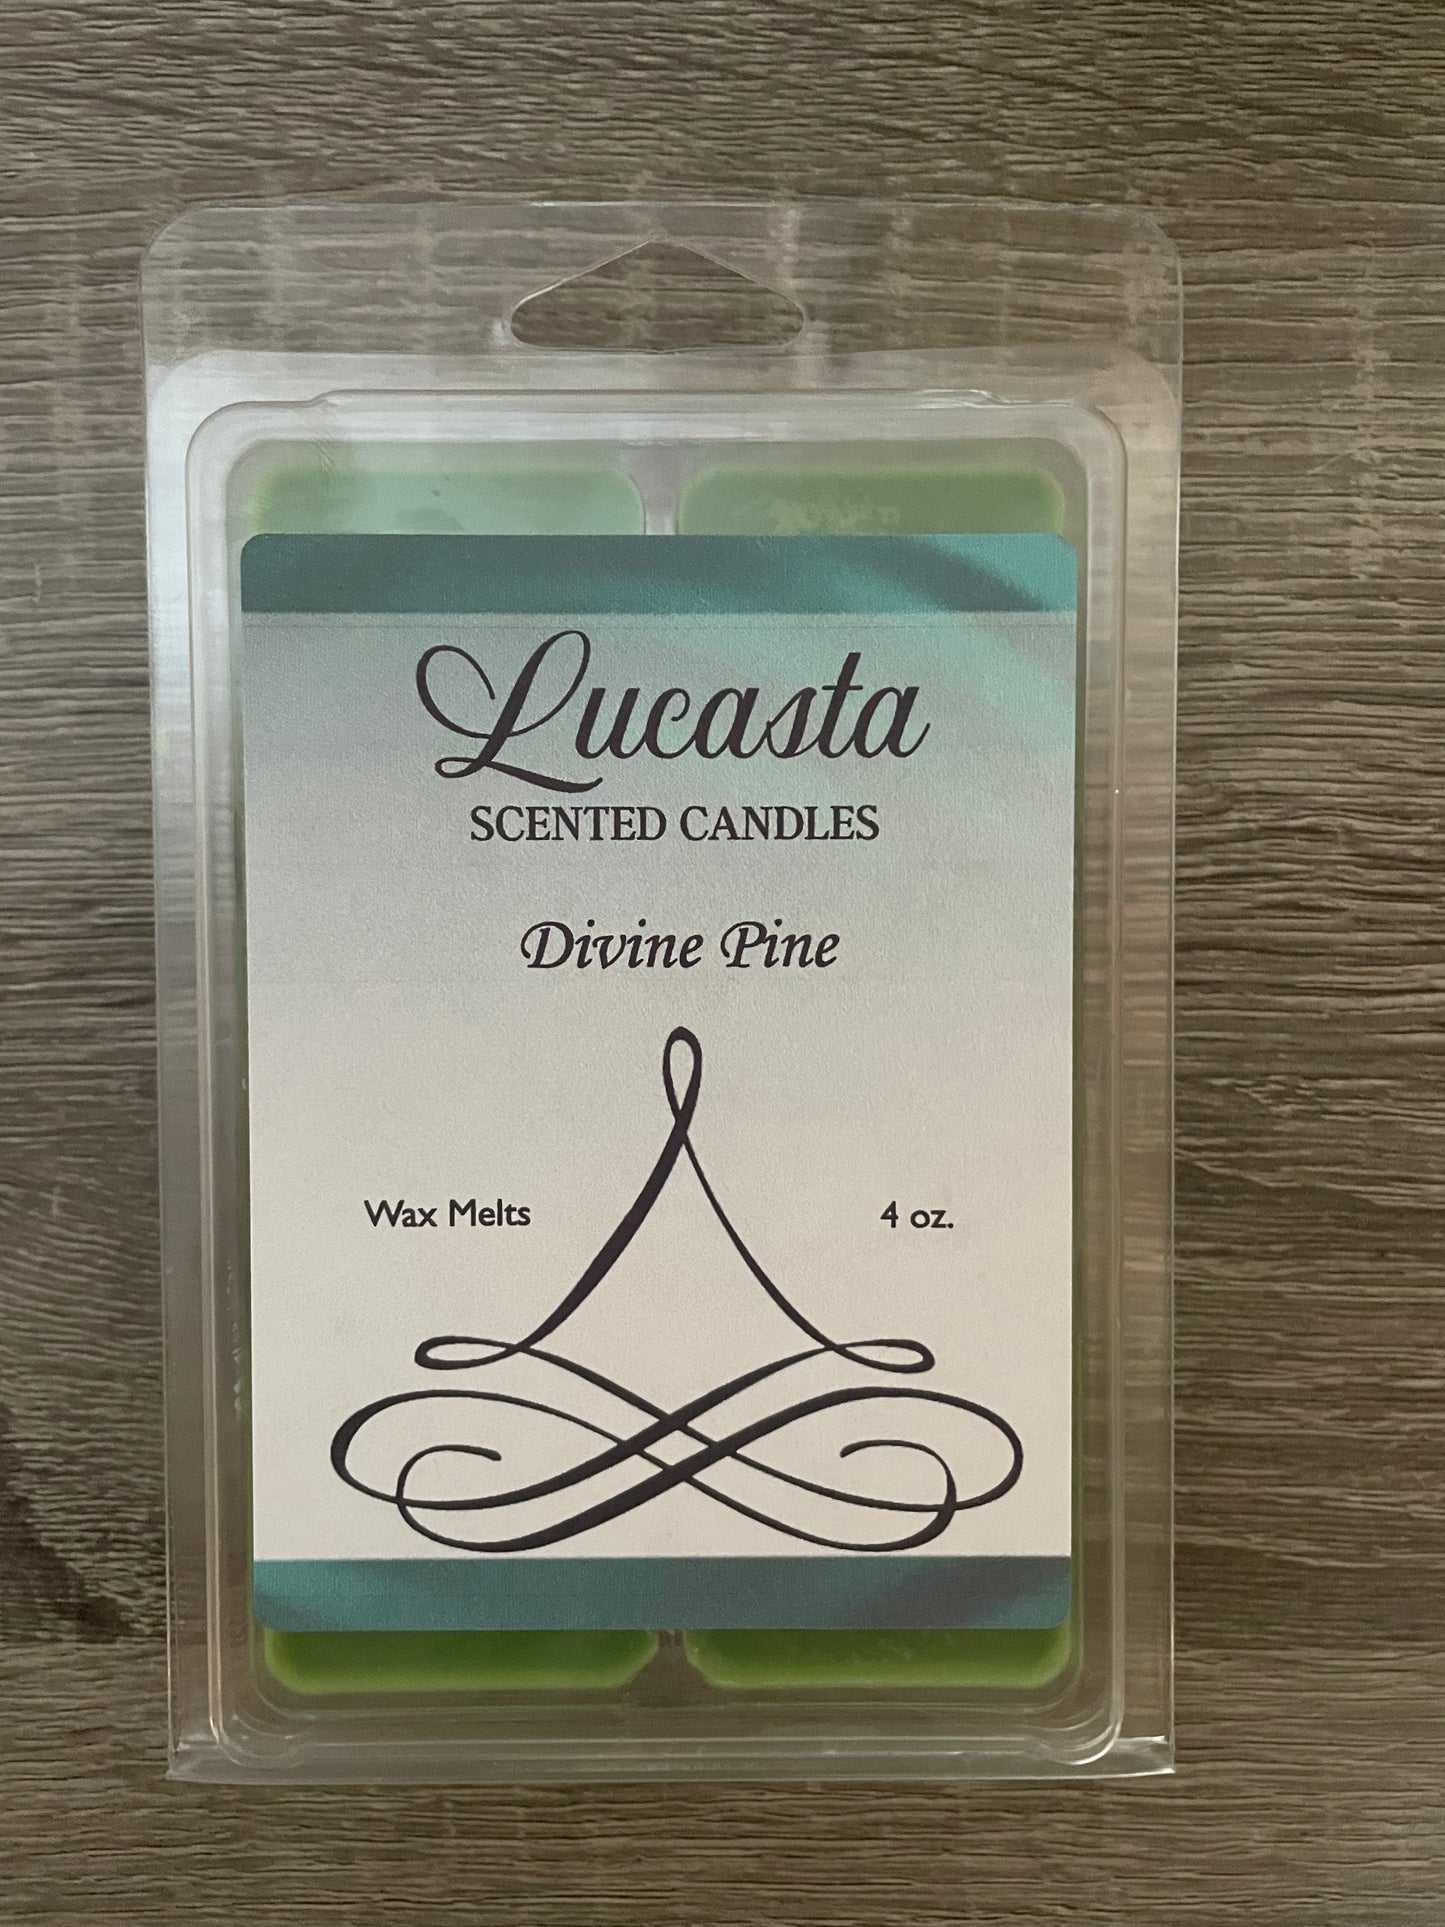 Lucasta
SCENTED CANDLES
Divine Pine
Wax Melts 4 oz.